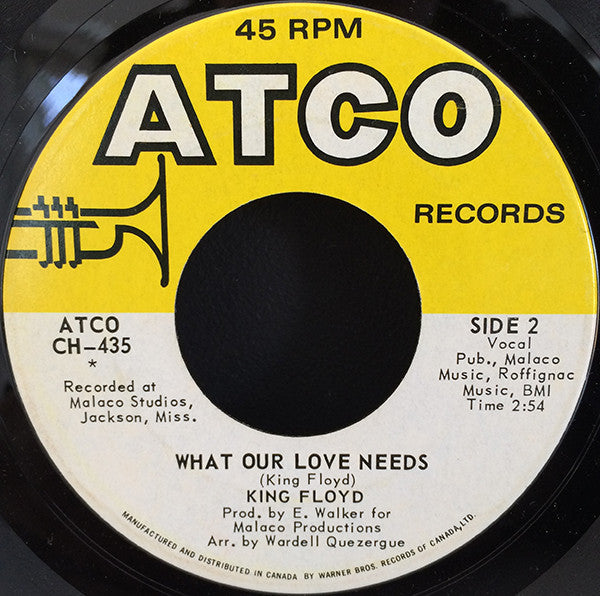 45 RPM
ATCO
RECORDS
ATCO
CH-435
*
Recorded at
Malaco Studios,
Jackson, Miss.
SIDE 2
Vocal
Pub., Malaco
Music, Roffignac
Music, BMI
Time 2:54
WHAT OUR LOVE NEEDS
(King Floyd)
KING FLOYD
Prod. by E. Walker for
Malaco Productions
Arr. by Wardell Quezergue
MANUFACTURED AND DISTRIBUTED IN CANADA BY WARNER BROS. RECORDS OF CANADA, LTD.